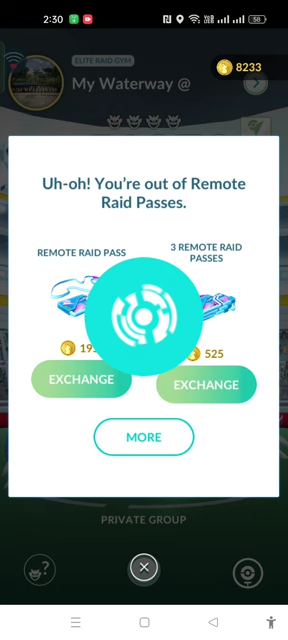 2:30
58
ELITE RAID GYM
My Waterway @
8233
Uh-oh! You're out of Remote
Raid Passes.
REMOTE RAID PASS
3 REMOTE RAID
PASSES
525
EXCHANGE
EXCHANGE
MORE
PRIVATE GROUP